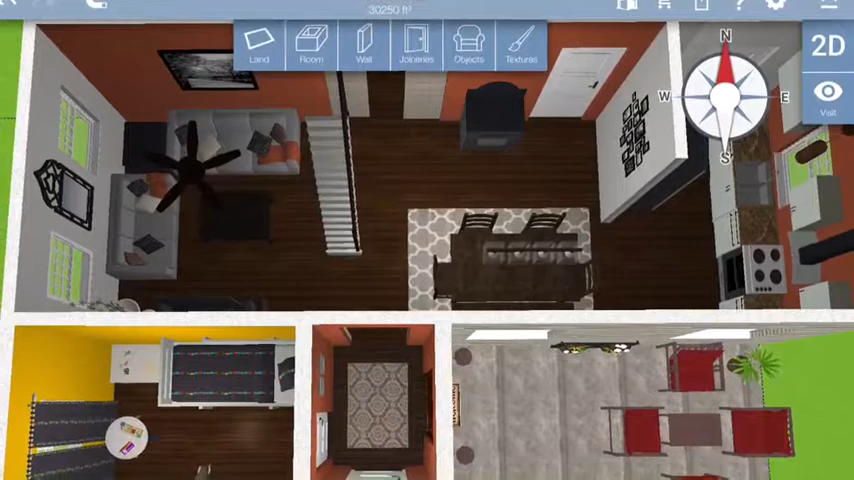 30250 ft²
Land
Room
Wall
Joineries
Objects
Textures
2D
Visit
N
W
E
S